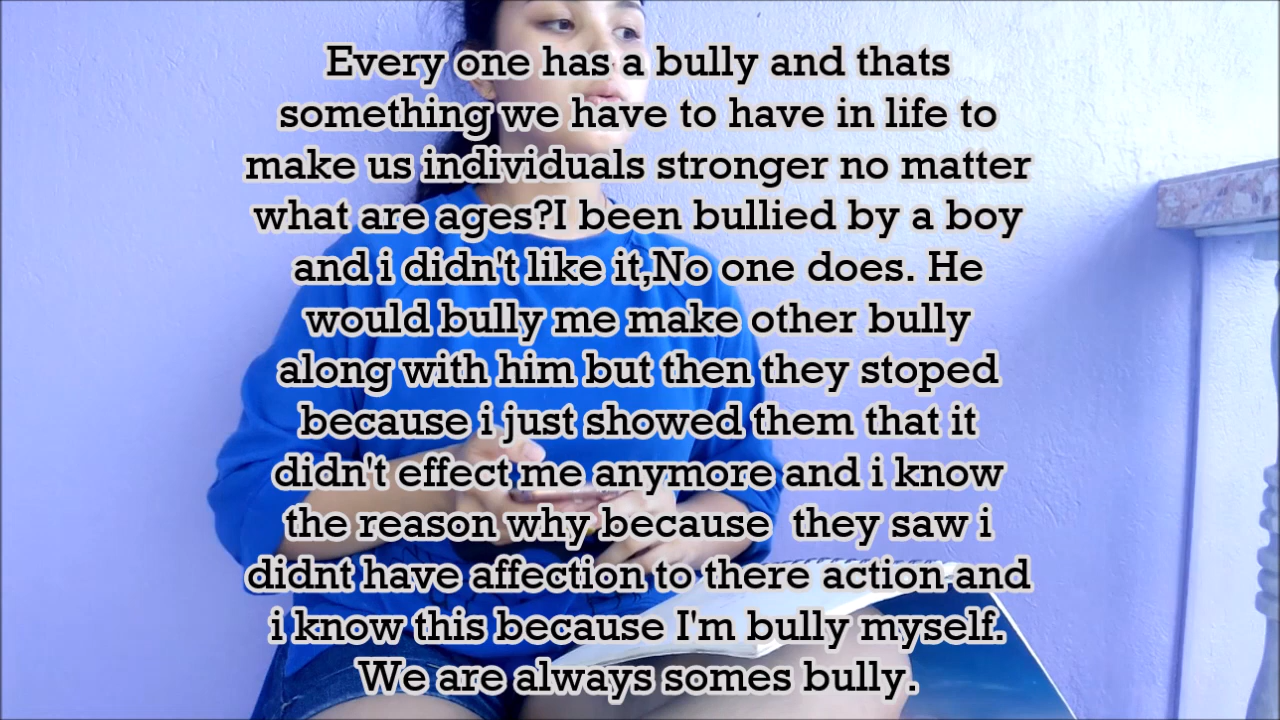 Every one has a bully and thats
something we have to have in life to
make us individuals stronger no matter
what are ages?I been bullied by a boy
and i didn't like it,No one does. He
would bully me make other bully
along with him but then they stoped
because i just showed them that it
didn't effect me anymore and i know
the reason why because  they saw i
didnt have affection to there action and
i know this because I'm bully myself.
We are always somes bully.